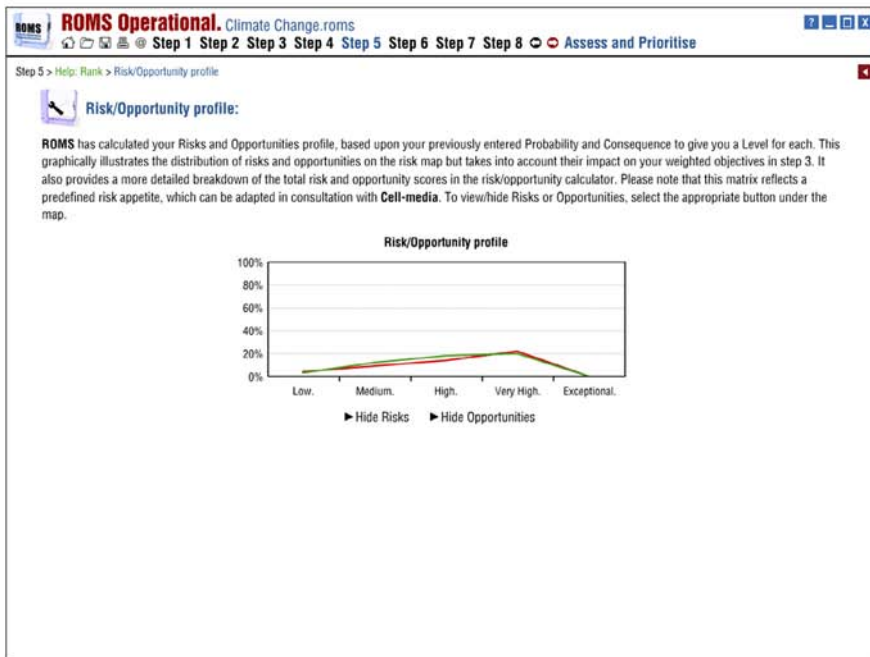 ROMS
ROMS Operational. Climate Change.roms
? X
@ Step 1 Step 2 Step 3 Step 4 Step 5 Step 6 Step 7 Step 8 Assess and Prioritise
Step 5 > Help: Rank > Risk/Opportunity profile
Risk/Opportunity profile:
ROMS has calculated your Risks and Opportunities profile, based upon your previously entered Probability and Consequence to give you a Level for each. This
graphically illustrates the distribution of risks and opportunities on the risk map but takes into account their impact on your weighted objectives in step 3. It
also provides a more detailed breakdown of the total risk and opportunity scores in the risk/opportunity calculator. Please note that this matrix reflects a
predefined risk appetite, which can be adapted in consultation with Cell-media. To view/hide Risks or Opportunities, select the appropriate button under the
map.
Risk/Opportunity profile
100%
80%
60%
40%
20%
0%
Low. Medium. High. Very High. Exceptional.
►Hide Risks ►Hide Opportunities